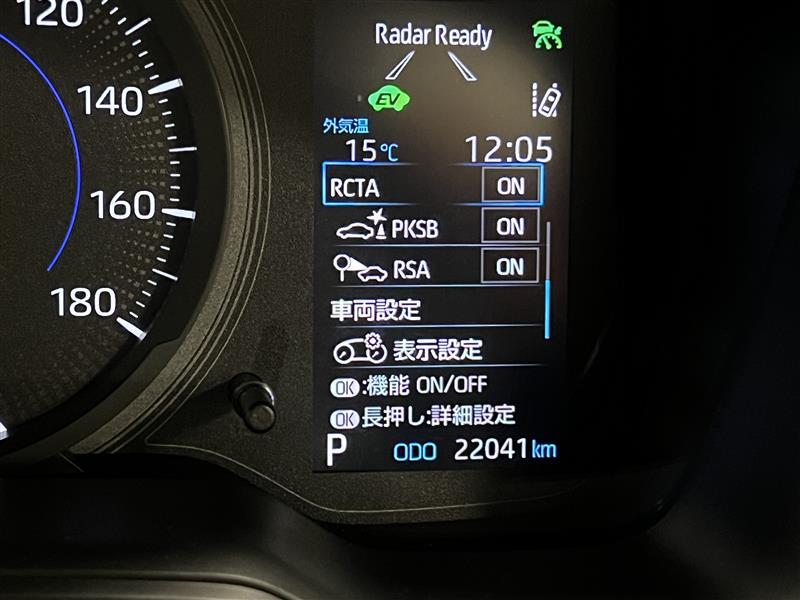 120
140
160
180
Radar Ready
EV
外気温
15℃ 12:05
RCTA ON
PKSB ON
RSA ON
車両設定
表示設定
OK:機能 ON/OFF
OK長押し:詳細設定
P ODO 22041km